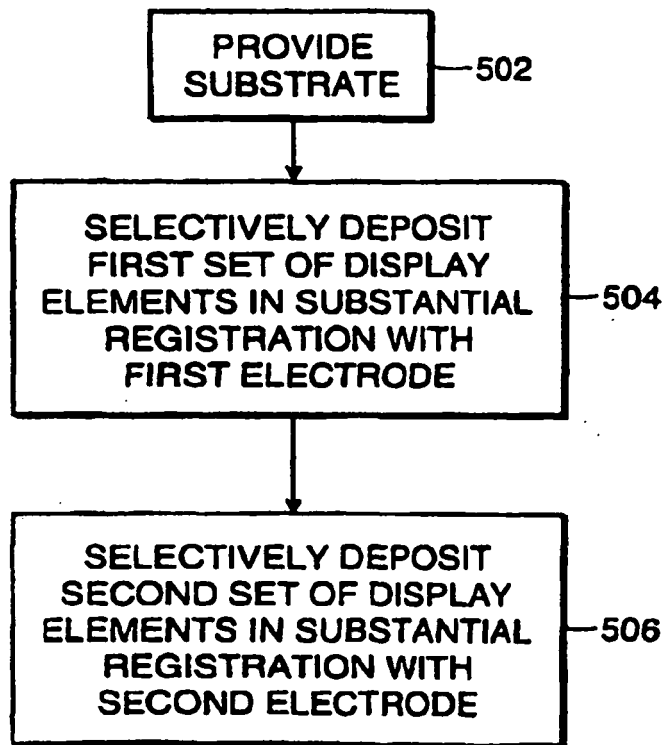 PROVIDE
SUBSTRATE
502
SELECTIVELY DEPOSIT
FIRST SET OF DISPLAY
ELEMENTS IN SUBSTANTIAL
REGISTRATION WITH
FIRST ELECTRODE
504
SELECTIVELY DEPOSIT
SECOND SET OF DISPLAY
ELEMENTS IN SUBSTANTIAL
REGISTRATION WITH
SECOND ELECTRODE
506